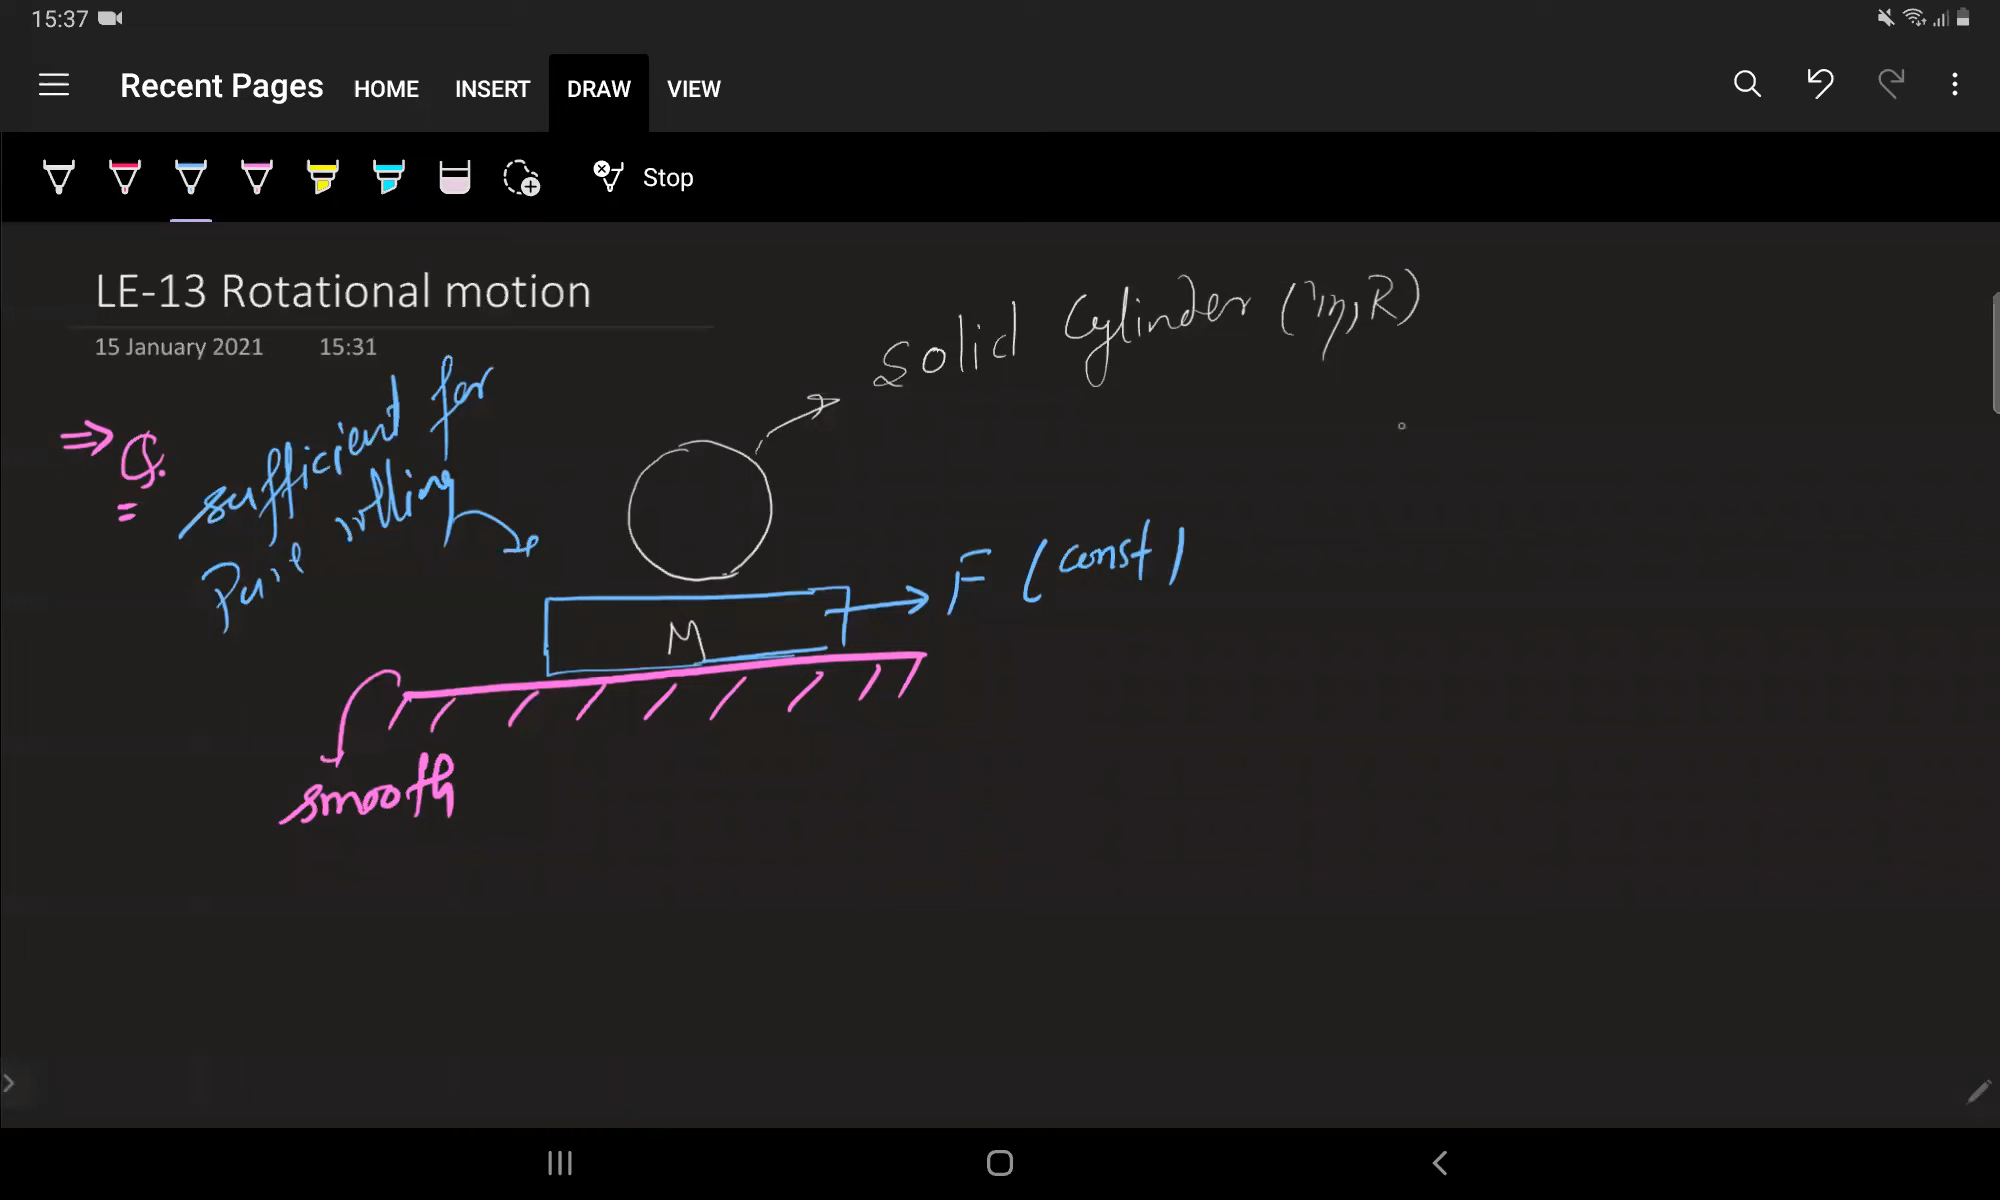 15:37
Recent Pages HOME INSERT DRAW VIEW
Stop
LE-13 Rotational motion
15 January 2021 15:31
Solid Cylinder (m, R)
⇒ Q.
sufficient for
Pure rolling
F (const)
M
smooth